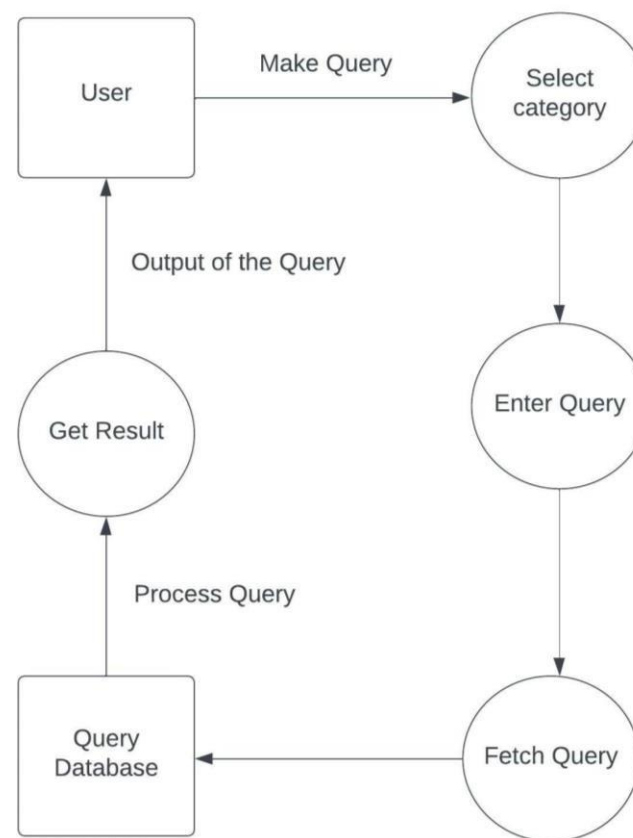 User
Make Query
Select
category
Output of the Query
Enter Query
Get Result
Process Query
Query
Database
Fetch Query